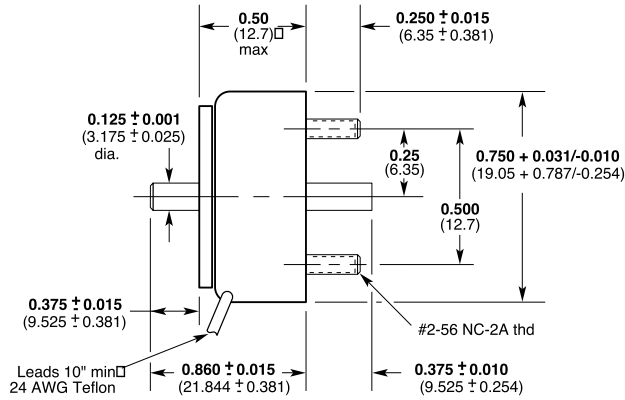 0.50
(12.7)
max
0.250 ± 0.015
(6.35 ± 0.381)
0.125 ± 0.001
(3.175 ± 0.025)
dia.
0.25
(6.35)
0.750 + 0.031/-0.010
(19.05 + 0.787/-0.254)
0.500
(12.7)
0.375 ± 0.015
(9.525 ± 0.381)
#2-56 NC-2A thd
Leads 10" min
24 AWG Teflon
0.860 ± 0.015
(21.844 ± 0.381)
0.375 ± 0.010
(9.525 ± 0.254)